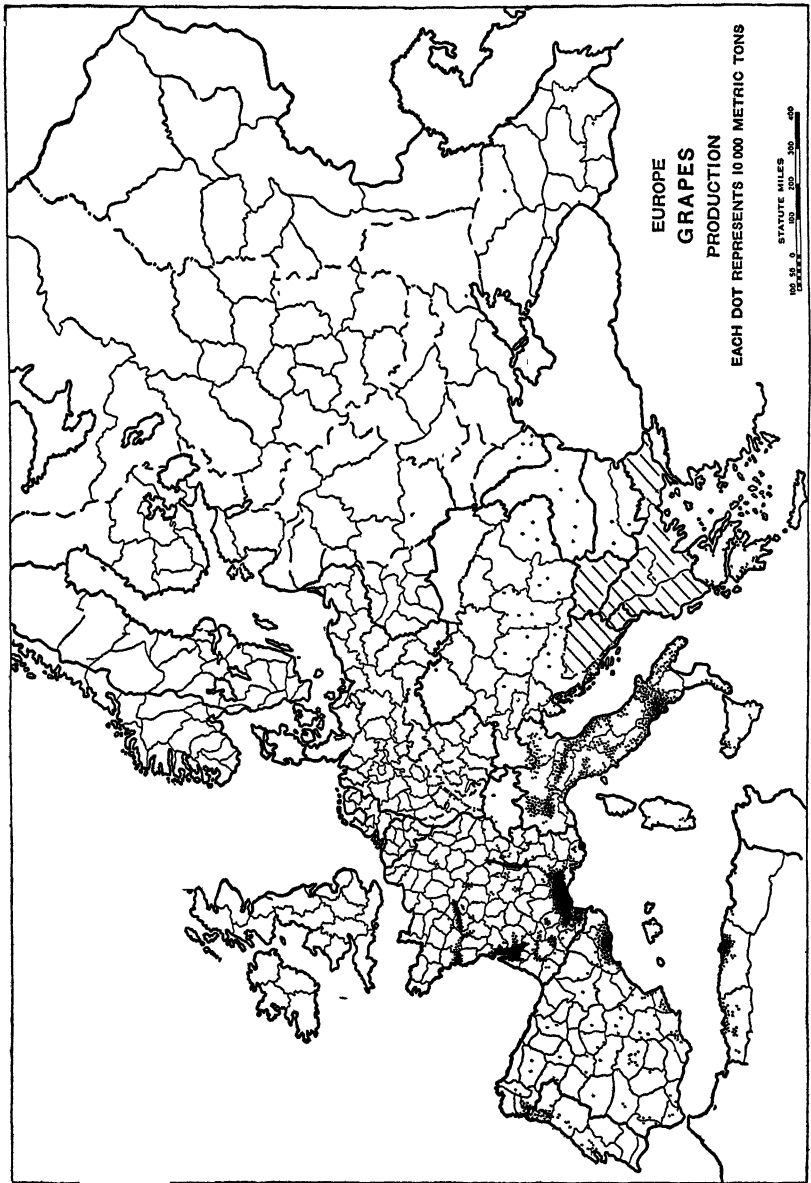 EUROPE
GRAPES
PRODUCTION
EACH DOT REPRESENTS 10 000 METRIC TONS
STATUTE MILES
100 50 0 100 200 300 400